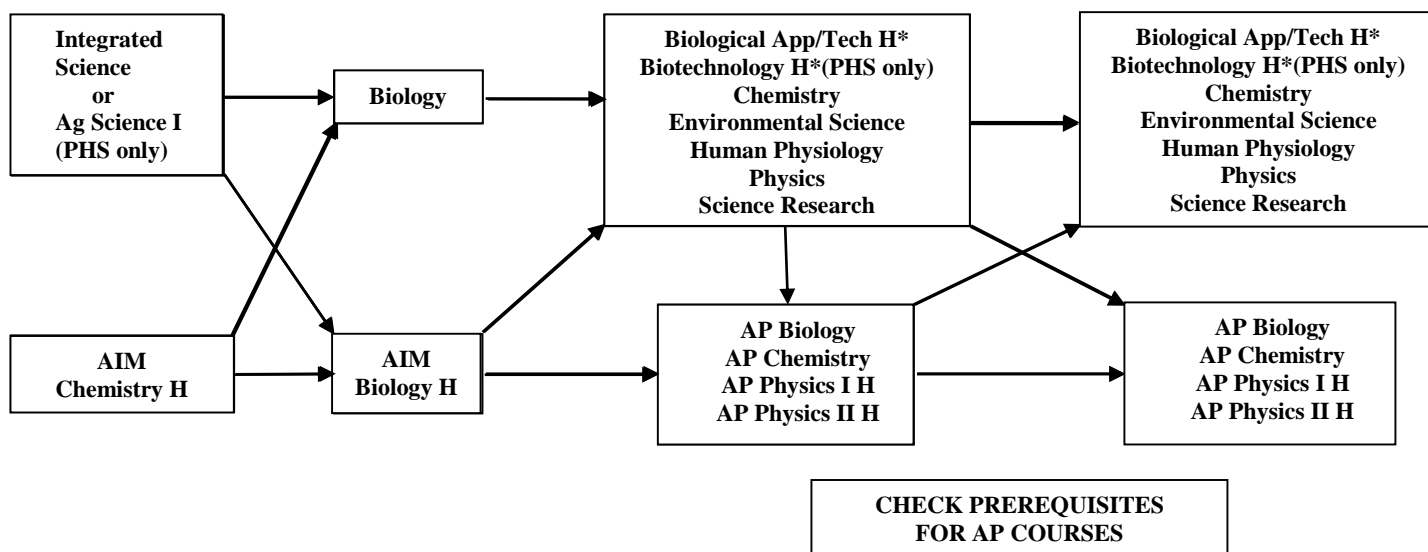 Integrated
Science
or
Ag Science I
(PHS only)
Biology
Biological App/Tech H*
Biotechnology H*(PHS only)
Chemistry
Environmental Science
Human Physiology
Physics
Science Research
Biological App/Tech H*
Biotechnology H*(PHS only)
Chemistry
Environmental Science
Human Physiology
Physics
Science Research
AIM
Chemistry H
AIM
Biology H
AP Biology
AP Chemistry
AP Physics I H
AP Physics II H
AP Biology
AP Chemistry
AP Physics I H
AP Physics II H
CHECK PREREQUISITES
FOR AP COURSES